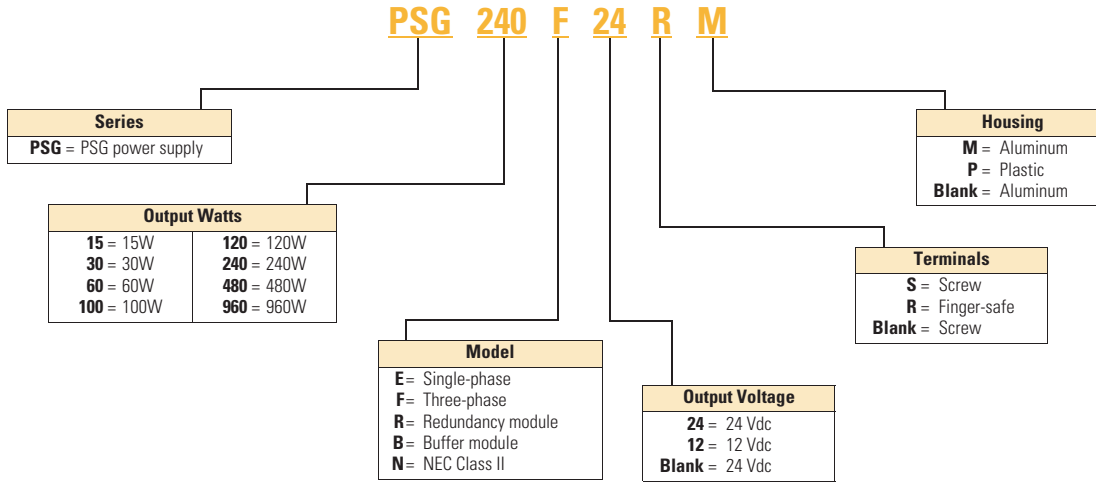 PSG 240 F 24 R M
Series
PSG = PSG power supply
Housing
M = Aluminum
P = Plastic
Blank = Aluminum
Output Watts
15 = 15W
30 = 30W
60 = 60W
100 = 100W
120 = 120W
240 = 240W
480 = 480W
960 = 960W
Terminals
S = Screw
R = Finger-safe
Blank = Screw
Model
E= Single-phase
F= Three-phase
R= Redundancy module
B= Buffer module
N= NEC Class II
Output Voltage
24 = 24 Vdc
12 = 12 Vdc
Blank = 24 Vdc